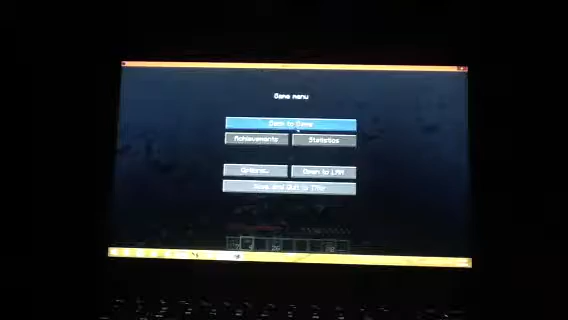 Game menu
Back to Game
Achievements
Statistics
Options...
Open to LAN
Save and Quit to Title